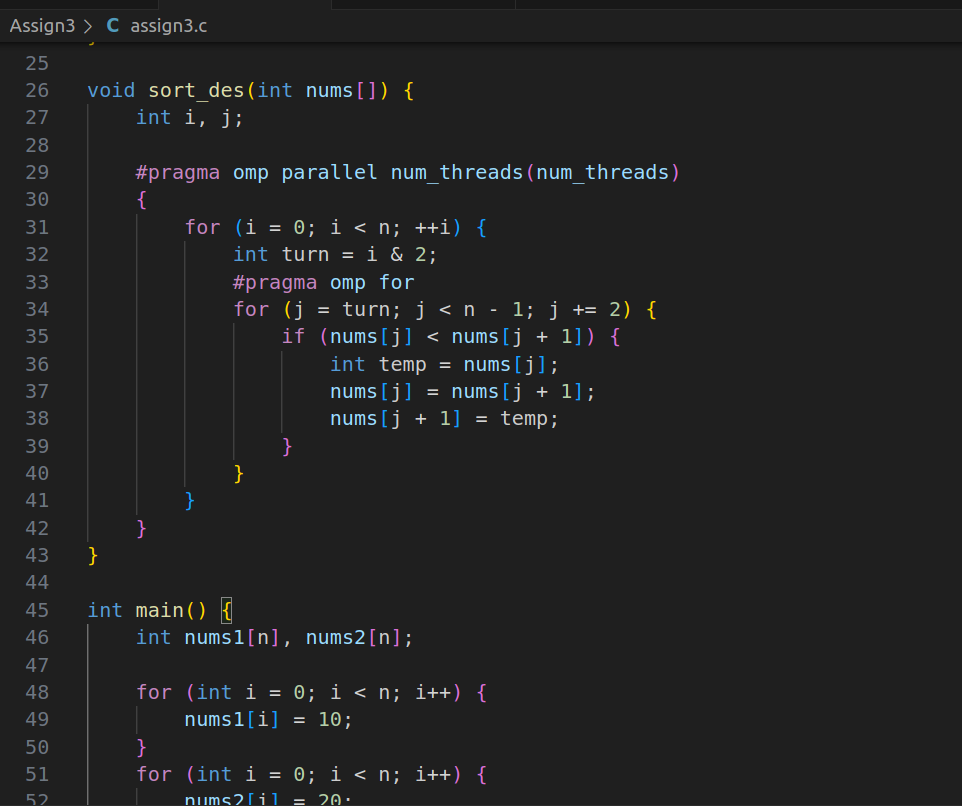 Assign3 > C assign3.c
25
26 void sort_des(int nums[]) {
27     int i, j;
28
29     #pragma omp parallel num_threads(num_threads)
30     {
31         for (i = 0; i < n; ++i) {
32             int turn = i & 2;
33             #pragma omp for
34             for (j = turn; j < n - 1; j += 2) {
35                 if (nums[j] < nums[j + 1]) {
36                     int temp = nums[j];
37                     nums[j] = nums[j + 1];
38                     nums[j + 1] = temp;
39                 }
40             }
41         }
42     }
43 }
44
45 int main() {
46     int nums1[n], nums2[n];
47
48     for (int i = 0; i < n; i++) {
49         nums1[i] = 10;
50     }
51     for (int i = 0; i < n; i++) {
52         nums2[i] = 20;